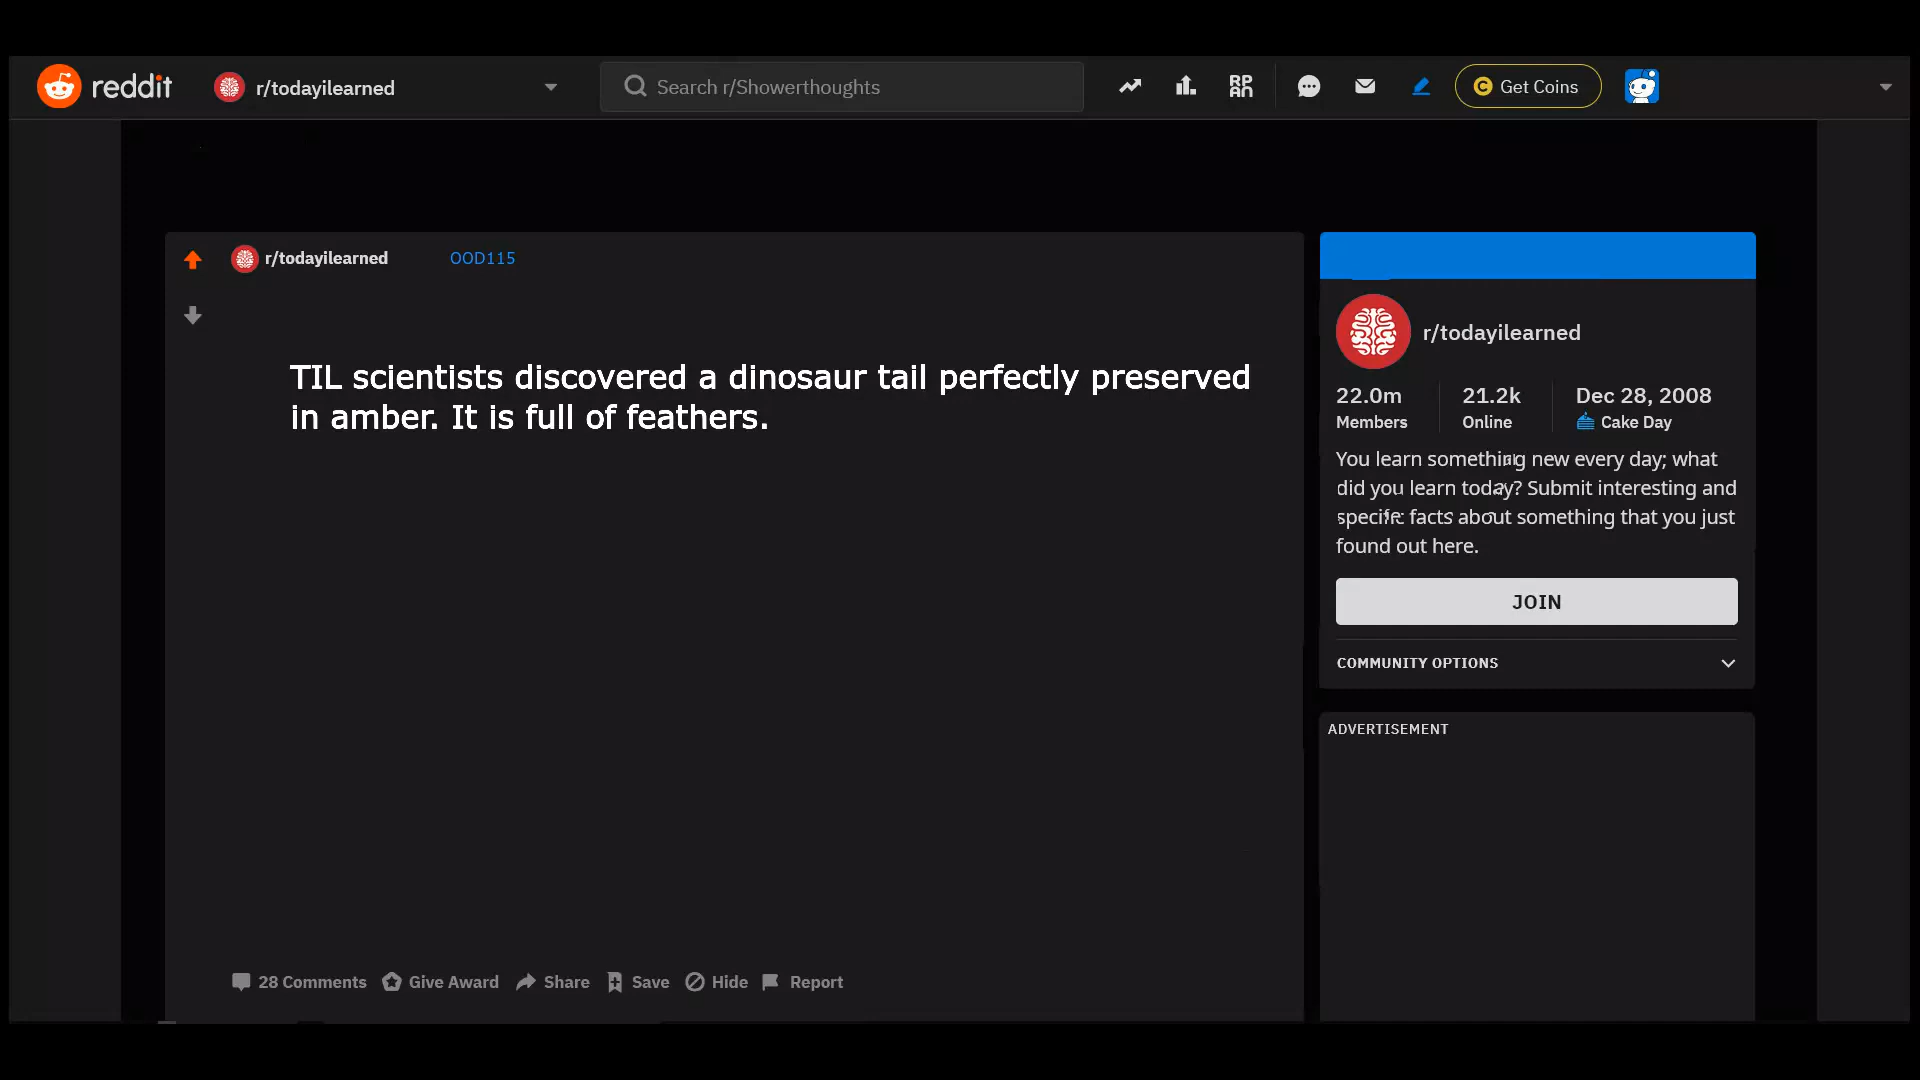 reddit
r/todayilearned
Search r/Showerthoughts
RPAN
Get Coins
r/todayilearned OOD115
TIL scientists discovered a dinosaur tail perfectly preserved
in amber. It is full of feathers.
28 Comments Give Award Share Save Hide Report
r/todayilearned
22.0m 21.2k Dec 28, 2008
Members Online Cake Day
You learn something new every day; what
did you learn today? Submit interesting and
specific facts about something that you just
found out here.
JOIN
COMMUNITY OPTIONS
ADVERTISEMENT